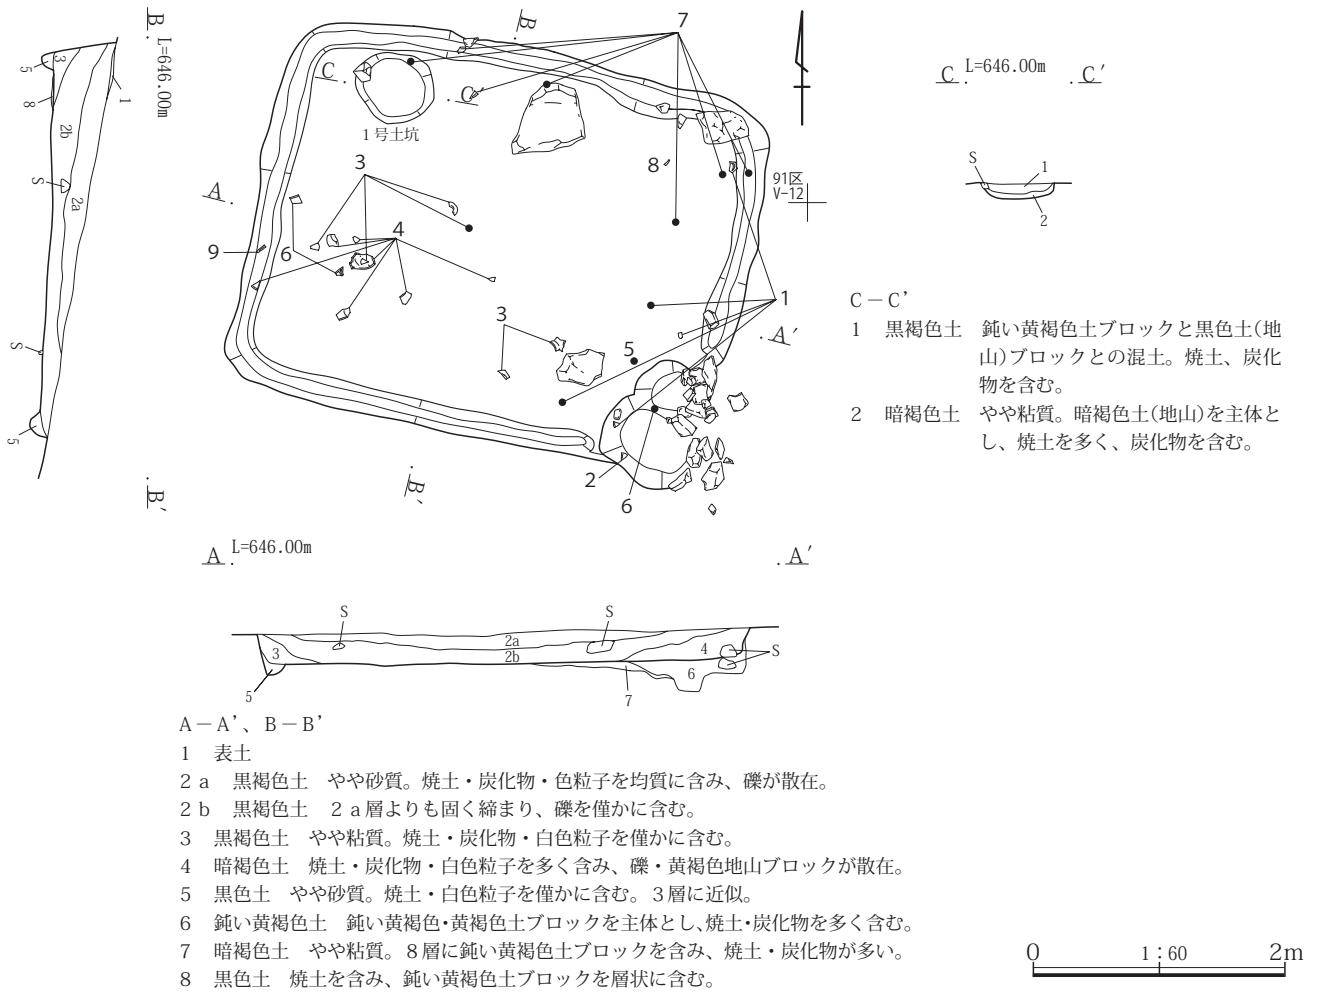 B
L=646.00m
3
5
8
1
2b
S
2a
S
5
B′
B
7
C
C′
1号土坑
3
8
91区
V-12
A
4
9
6
1
3
A′
5
2
6
B′
C L=646.00m C′
S
1
2
C－C’
1 黒褐色土 鈍い黄褐色土ブロックと黒色土(地
山)ブロックとの混土。焼土、炭化
物を含む。
2 暗褐色土 やや粘質。暗褐色土(地山)を主体と
し、焼土を多く、炭化物を含む。
A L=646.00m A′
S
S
2a
3
2b
4
S
6
5
7
A－A’、B－B’
1 表土
2a 黒褐色土 やや砂質。焼土・炭化物・色粒子を均質に含み、礫が散在。
2b 黒褐色土 2a層よりも固く締まり、礫を僅かに含む。
3 黒褐色土 やや粘質。焼土・炭化物・白色粒子を僅かに含む。
4 暗褐色土 焼土・炭化物・白色粒子を多く含み、礫・黄褐色地山ブロックが散在。
5 黒色土 やや砂質。焼土・白色粒子を僅かに含む。3層に近似。
6 鈍い黄褐色土 鈍い黄褐色・黄褐色土ブロックを主体とし､焼土・炭化物を多く含む。
7 暗褐色土 やや粘質。8層に鈍い黄褐色土ブロックを含み、焼土・炭化物が多い。
8 黒色土 焼土を含み、鈍い黄褐色土ブロックを層状に含む。
0 1：60 2m